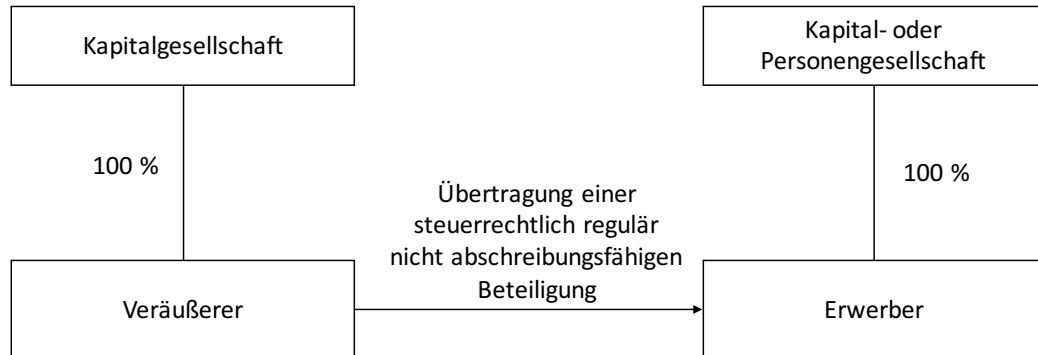 Kapitalgesellschaft
Kapital- oder
Personengesellschaft
100 %
100 %
Übertragung einer
steuerrechtlich regulär
nicht abschreibungsfähigen
Beteiligung
Veräußerer
Erwerber